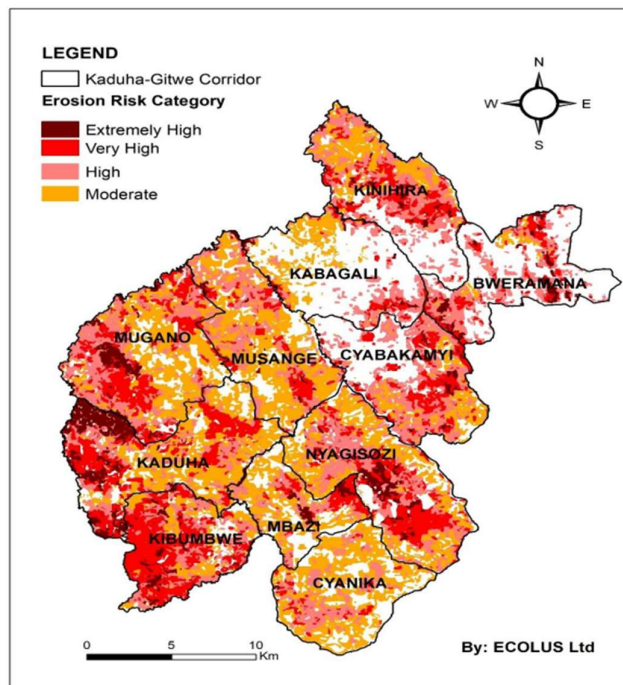 LEGEND
Kaduha-Gitwe Corridor
Erosion Risk Category
Extremely High
Very High
High
Moderate
N
W E
S
KINIHIRA
KABAGALI
BWERAMANA
MUGANO
MUSANGE
CYABAKAMYI
KADUHA
NYAGISOZI
MBAZI
KIBUMBWE
CYANIKA
0 5 10
Km
By: ECOLUS Ltd